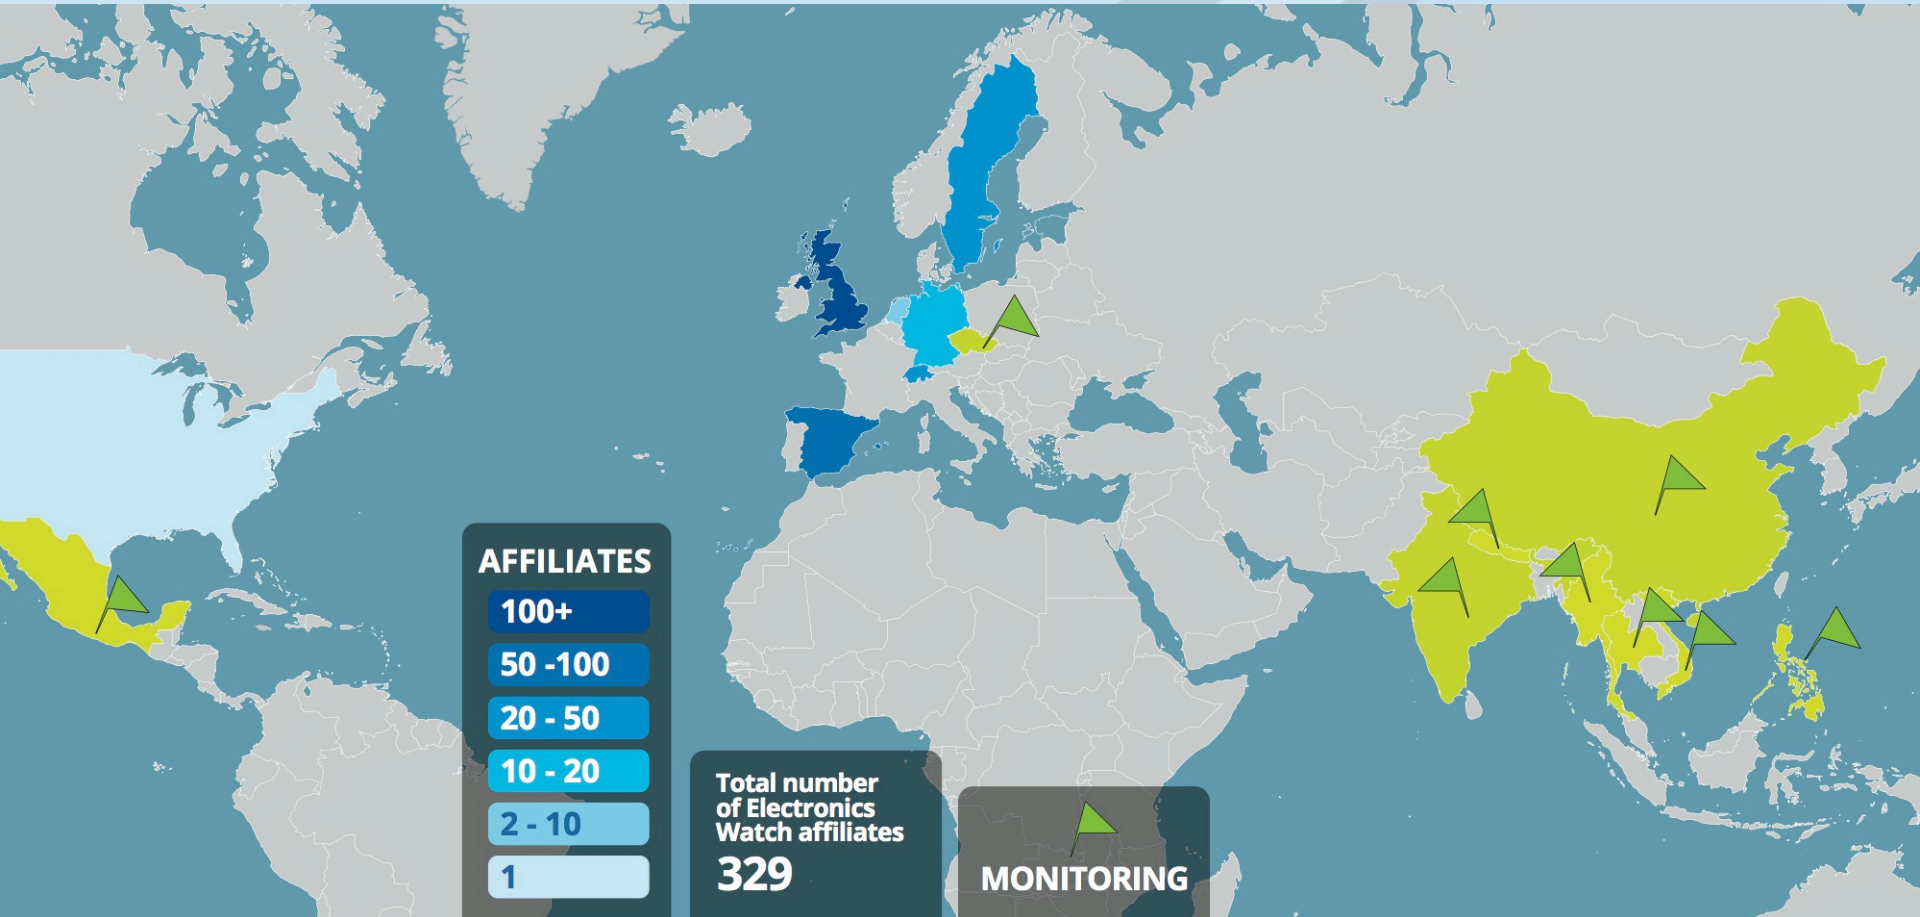 AFFILIATES
100+
50 -100
20 - 50
10 - 20
2 - 10
1
Total number
of Electronics
Watch affiliates
329
MONITORING